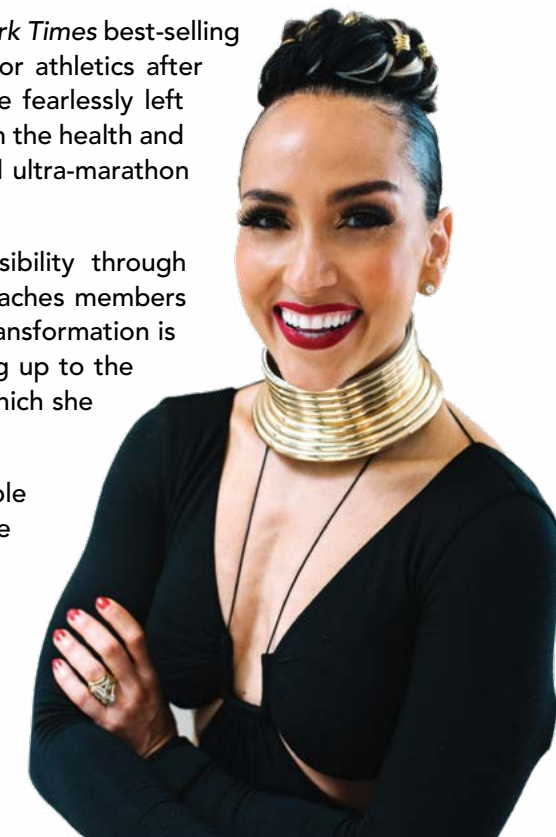 rk Times best-selling
or athletics after
e fearlessly left
n the health and
l ultra-marathon
sibility through
aches members
ansformation is
g up to the
hich she
ple
e